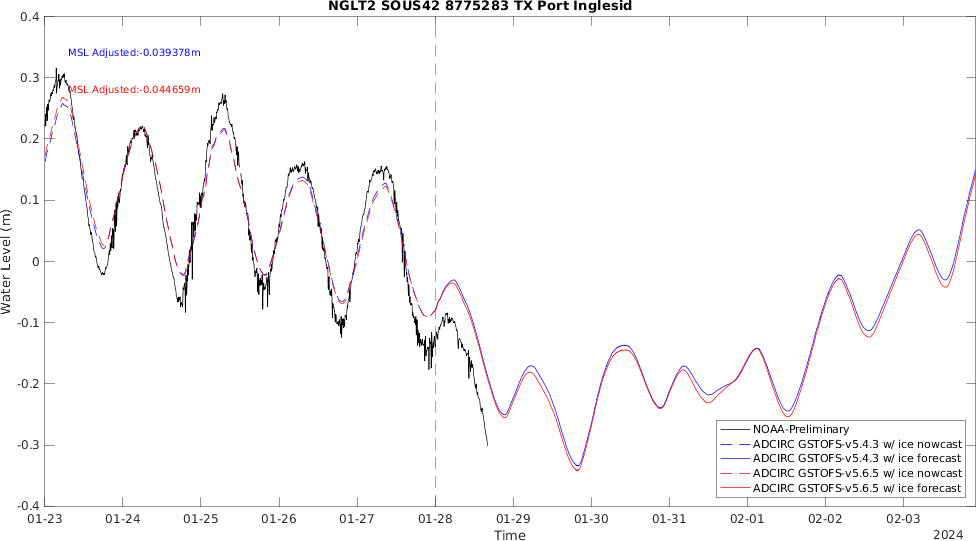 NGLT2 SOUS42 8775283 TX Port Inglesid
MSL Adjusted:-0.039378m
MSL Adjusted:-0.044659m
Water Level (m)
0.4
0.3
0.2
0.1
0
-0.1
-0.2
-0.3
-0.4
NOAA-Preliminary
ADCIRC GSTOFS-v5.4.3 w/ ice nowcast
ADCIRC GSTOFS-v5.4.3 w/ ice forecast
ADCIRC GSTOFS-v5.6.5 w/ ice nowcast
ADCIRC GSTOFS-v5.6.5 w/ ice forecast
01-23 01-24 01-25 01-26 01-27 01-28 01-29 01-30 01-31 02-01 02-02 02-03
Time
2024